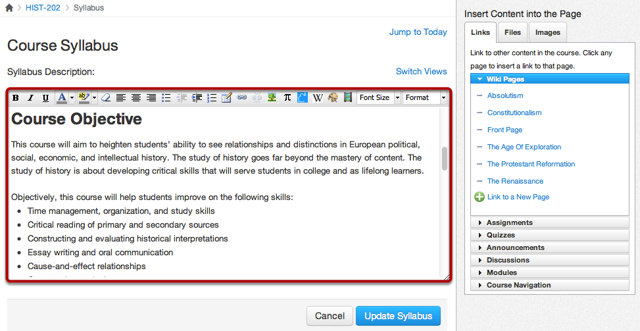 HIST-202 › Syllabus
Jump to Today
Course Syllabus
Syllabus Description:
Switch Views
B I U A ab Font Size Format
Course Objective
This course will aim to heighten students' ability to see relationships and distinctions in European political,
social, economic, and intellectual history. The study of history goes far beyond the mastery of content. The
study of history is about developing critical skills that will serve students in college and as lifelong learners.
Objectively, this course will help students improve on the following skills:
Time management, organization, and study skills
Critical reading of primary and secondary sources
Constructing and evaluating historical interpretations
Essay writing and oral communication
Cause-and-effect relationships
Cancel Update Syllabus
Insert Content into the Page
Links Files Images
Link to other content in the course. Click any
page to insert a link to that page.
Wiki Pages
Absolutism
Constitutionalism
Front Page
The Age Of Exploration
The Protestant Reformation
The Renaissance
Link to a New Page
Assignments
Quizzes
Announcements
Discussions
Modules
Course Navigation